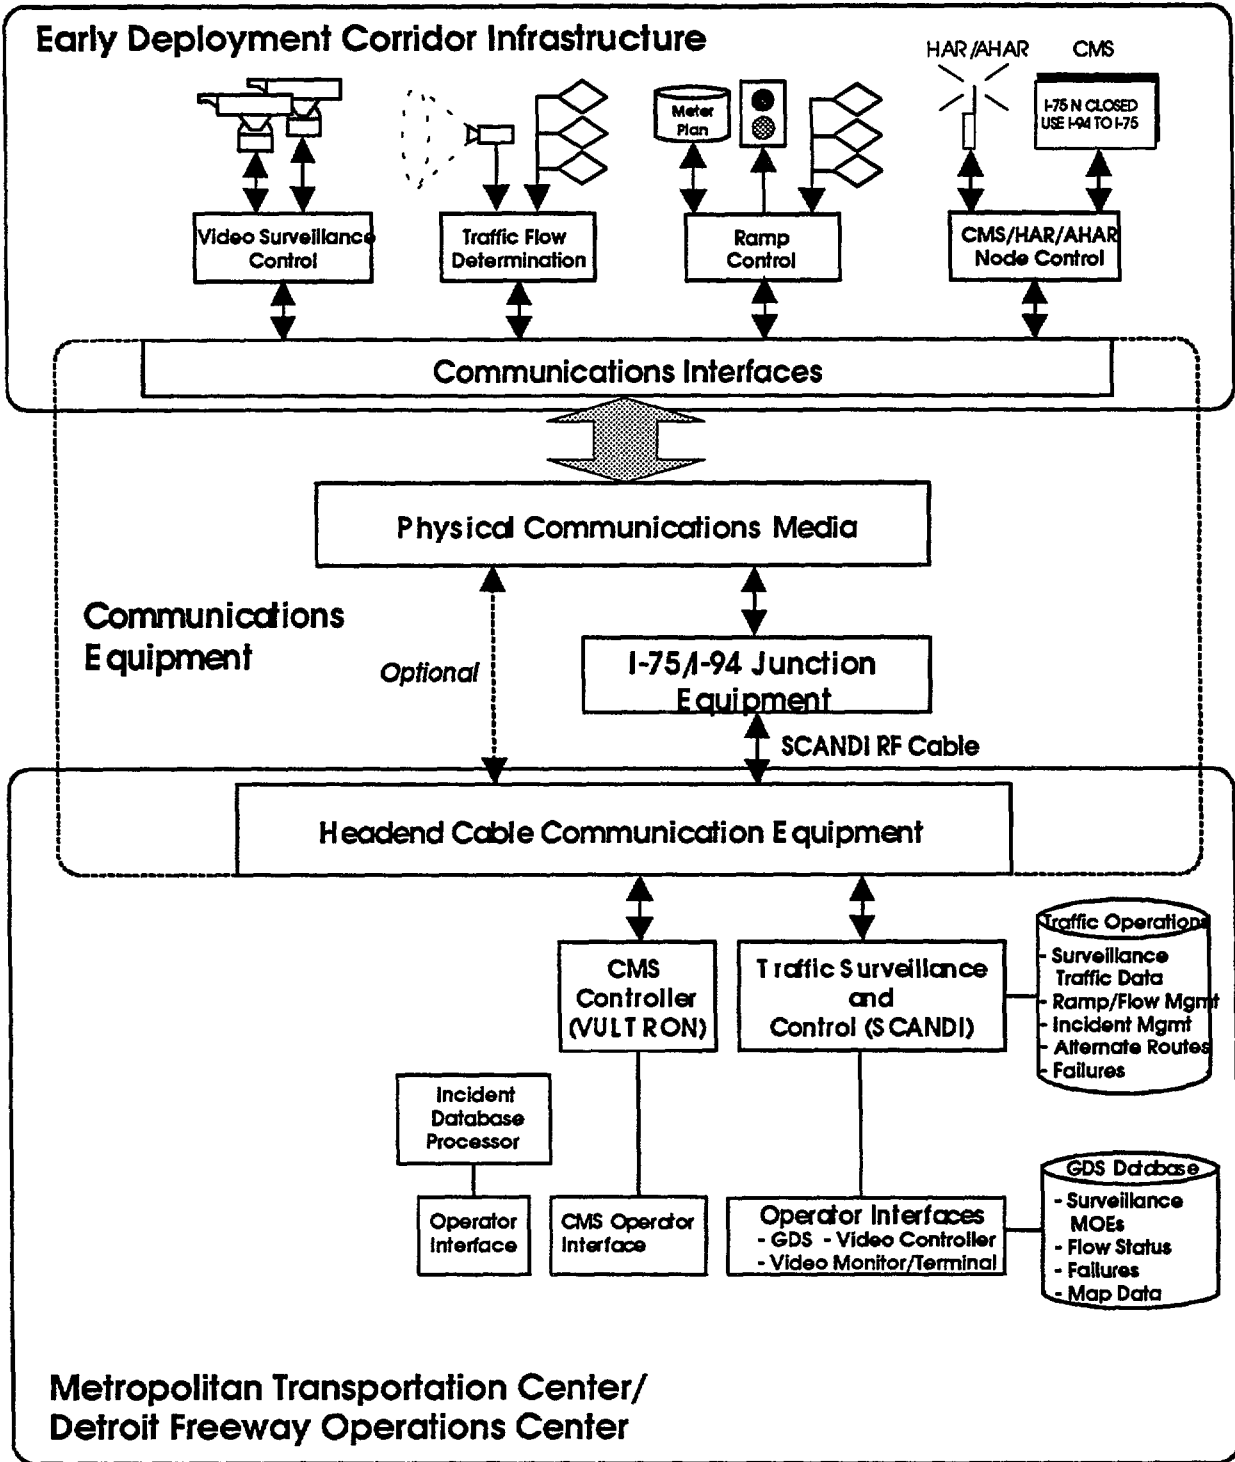 Early Deployment Corridor Infrastructure
HAR/AHAR
CMS
Meter
Plan
I-75 N CLOSED
USE I-94 TO I-75
Video Surveillance
Control
Traffic Flow
Determination
Ramp
Control
CMS/HAR/AHAR
Node Control
Communications Interfaces
Physical Communications Media
Communications
Equipment
Optional
I-75/I-94 Junction
Equipment
SCANDI RF Cable
Headend Cable Communication Equipment
CMS
Controller
(VULTRON)
Traffic Surveillance
and
Control (SCANDI)
Traffic Operations
- Surveillance
Traffic Data
- Ramp/Flow Mgmt
- Incident Mgmt
- Alternate Routes
- Failures
Incident
Database
Processor
Operator
Interface
CMS Operator
Interface
Operator Interfaces
- GDS - Video Controller
- Video Monitor/Terminal
GDS Database
- Surveillance
MOEs
- Flow Status
- Failures
- Map Data
Metropolitan Transportation Center/
Detroit Freeway Operations Center